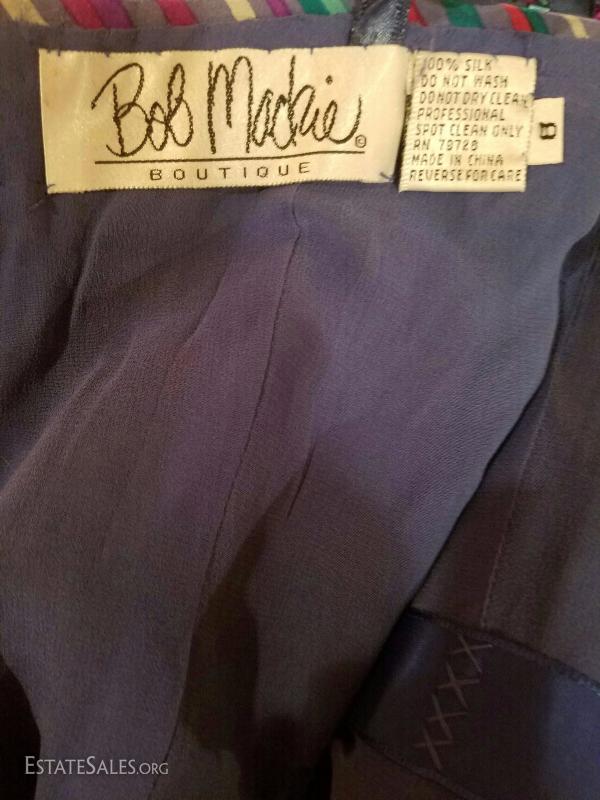 Bob Mackie ©
BOUTIQUE
100% SILK
DO NOT WASH
DO NOT DRY CLEAN
PROFESSIONAL
SPOT CLEAN ONLY
RN 78728
MADE IN CHINA
REVERSE FOR CARE
8
ESTATESALES.ORG